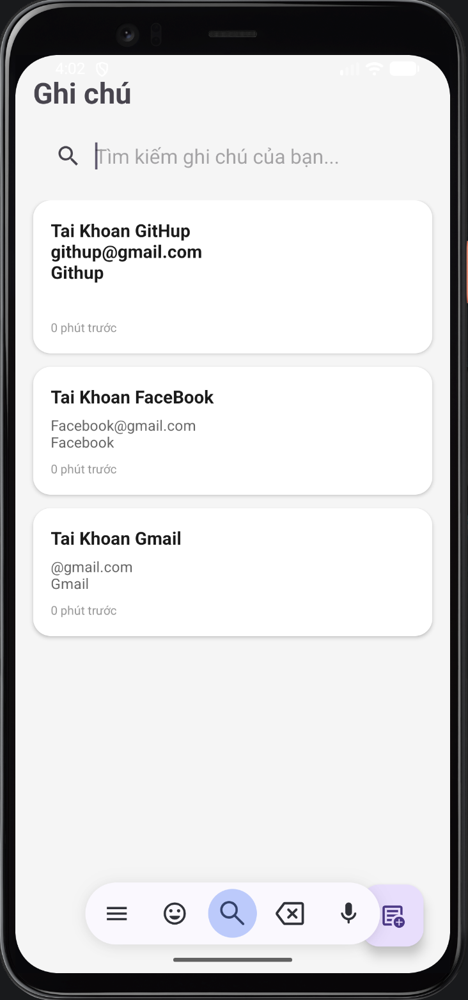 4:02
Ghi chú
Tìm kiếm ghi chú của bạn...
Tai Khoan GitHup
githup@gmail.com
Githup
0 phút trước
Tai Khoan FaceBook
Facebook@gmail.com
Facebook
0 phút trước
Tai Khoan Gmail
@gmail.com
Gmail
0 phút trước